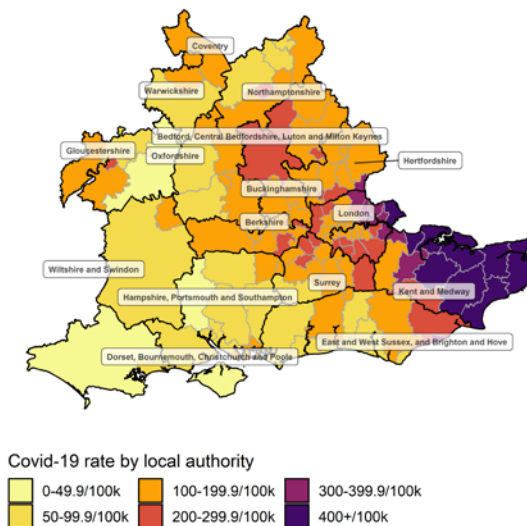 Coventry
Warwickshire
Northamptonshire
Bedford, Central Bedfordshire, Luton and Milton Keynes
Gloucestershire
Oxfordshire
Hertfordshire
Buckinghamshire
London
Berkshire
Wiltshire and Swindon
Surrey
Kent and Medway
Hampshire, Portsmouth and Southampton
East and West Sussex, and Brighton and Hove
Dorset, Bournemouth, Christchurch and Poole
Covid-19 rate by local authority
0-49.9/100k 100-199.9/100k 300-399.9/100k
50-99.9/100k 200-299.9/100k 400+/100k